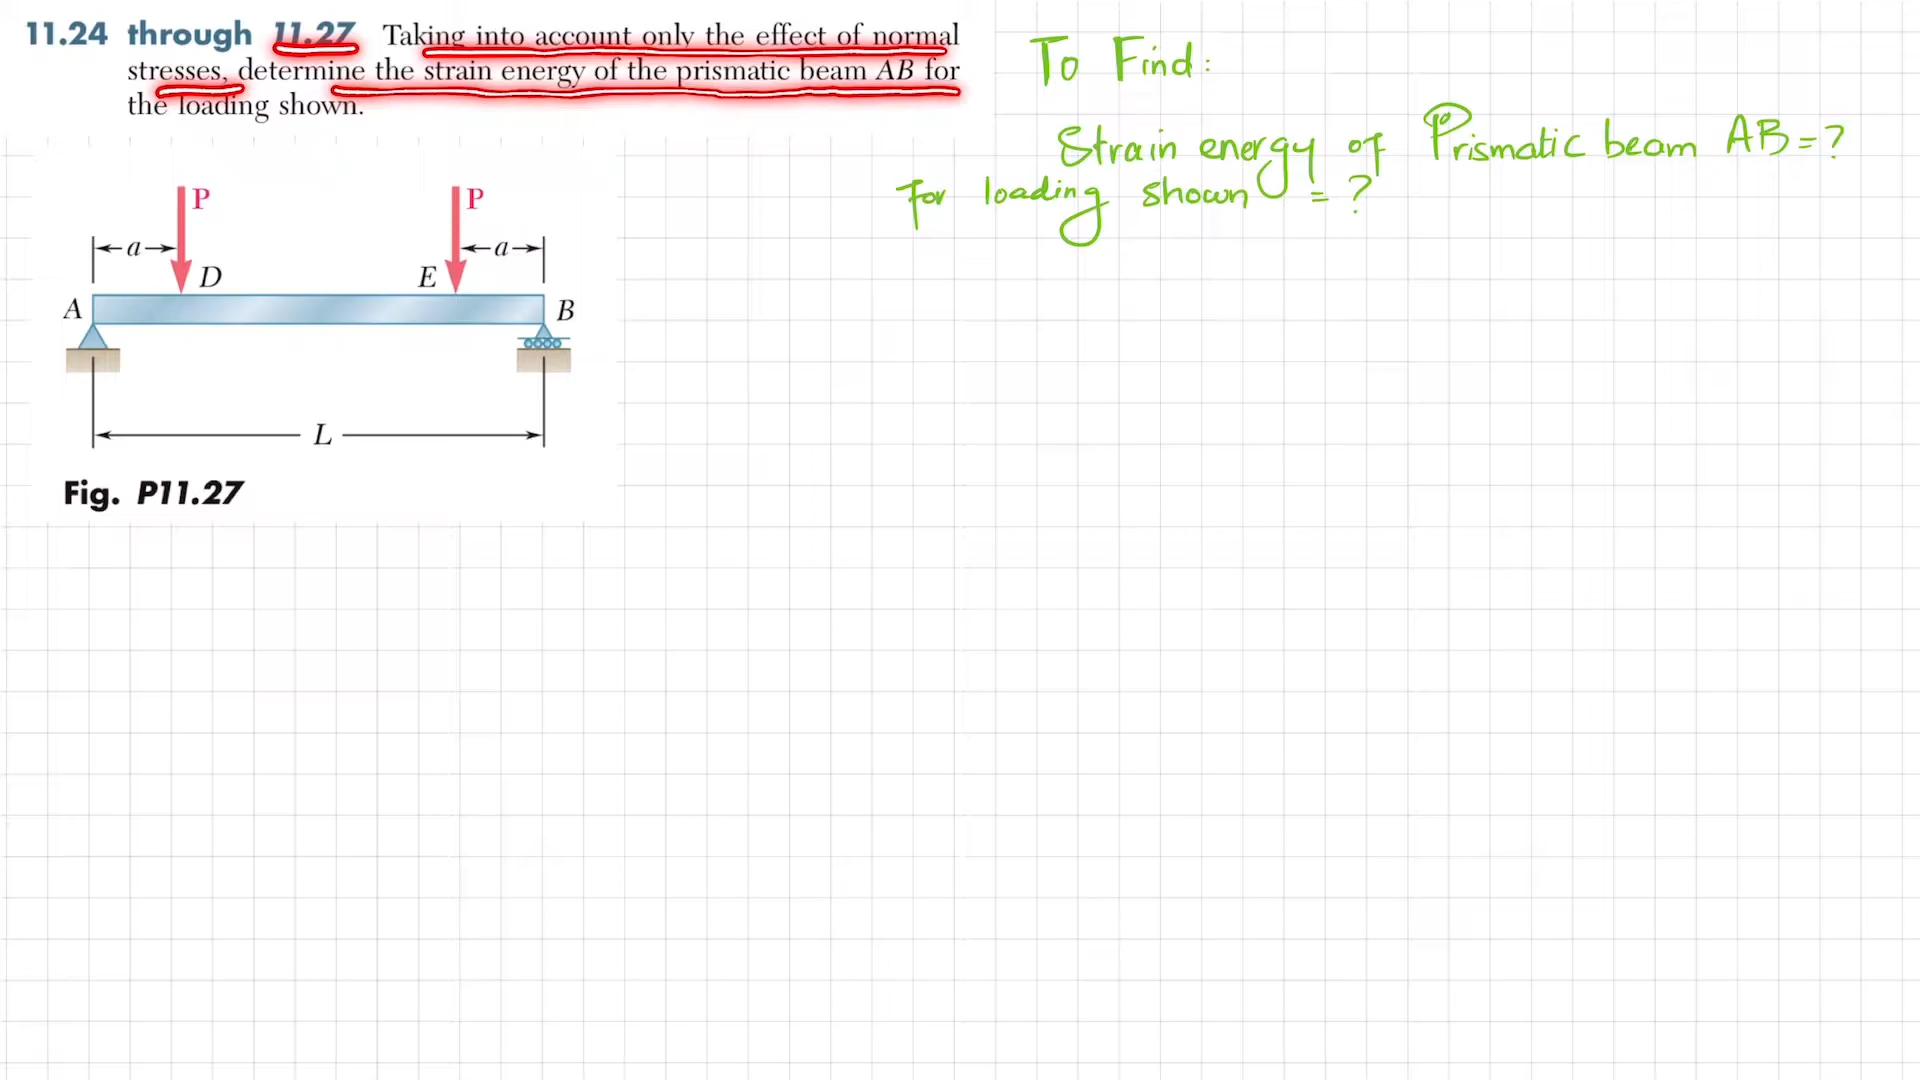 11.24 through 11.27 Taking into account only the effect of normal
stresses, determine the strain energy of the prismatic beam AB for
the loading shown.
To Find:
Strain energy of Prismatic beam AB = ?
For loading shown = ?
P P
a a
D E
A B
L
Fig. P11.27